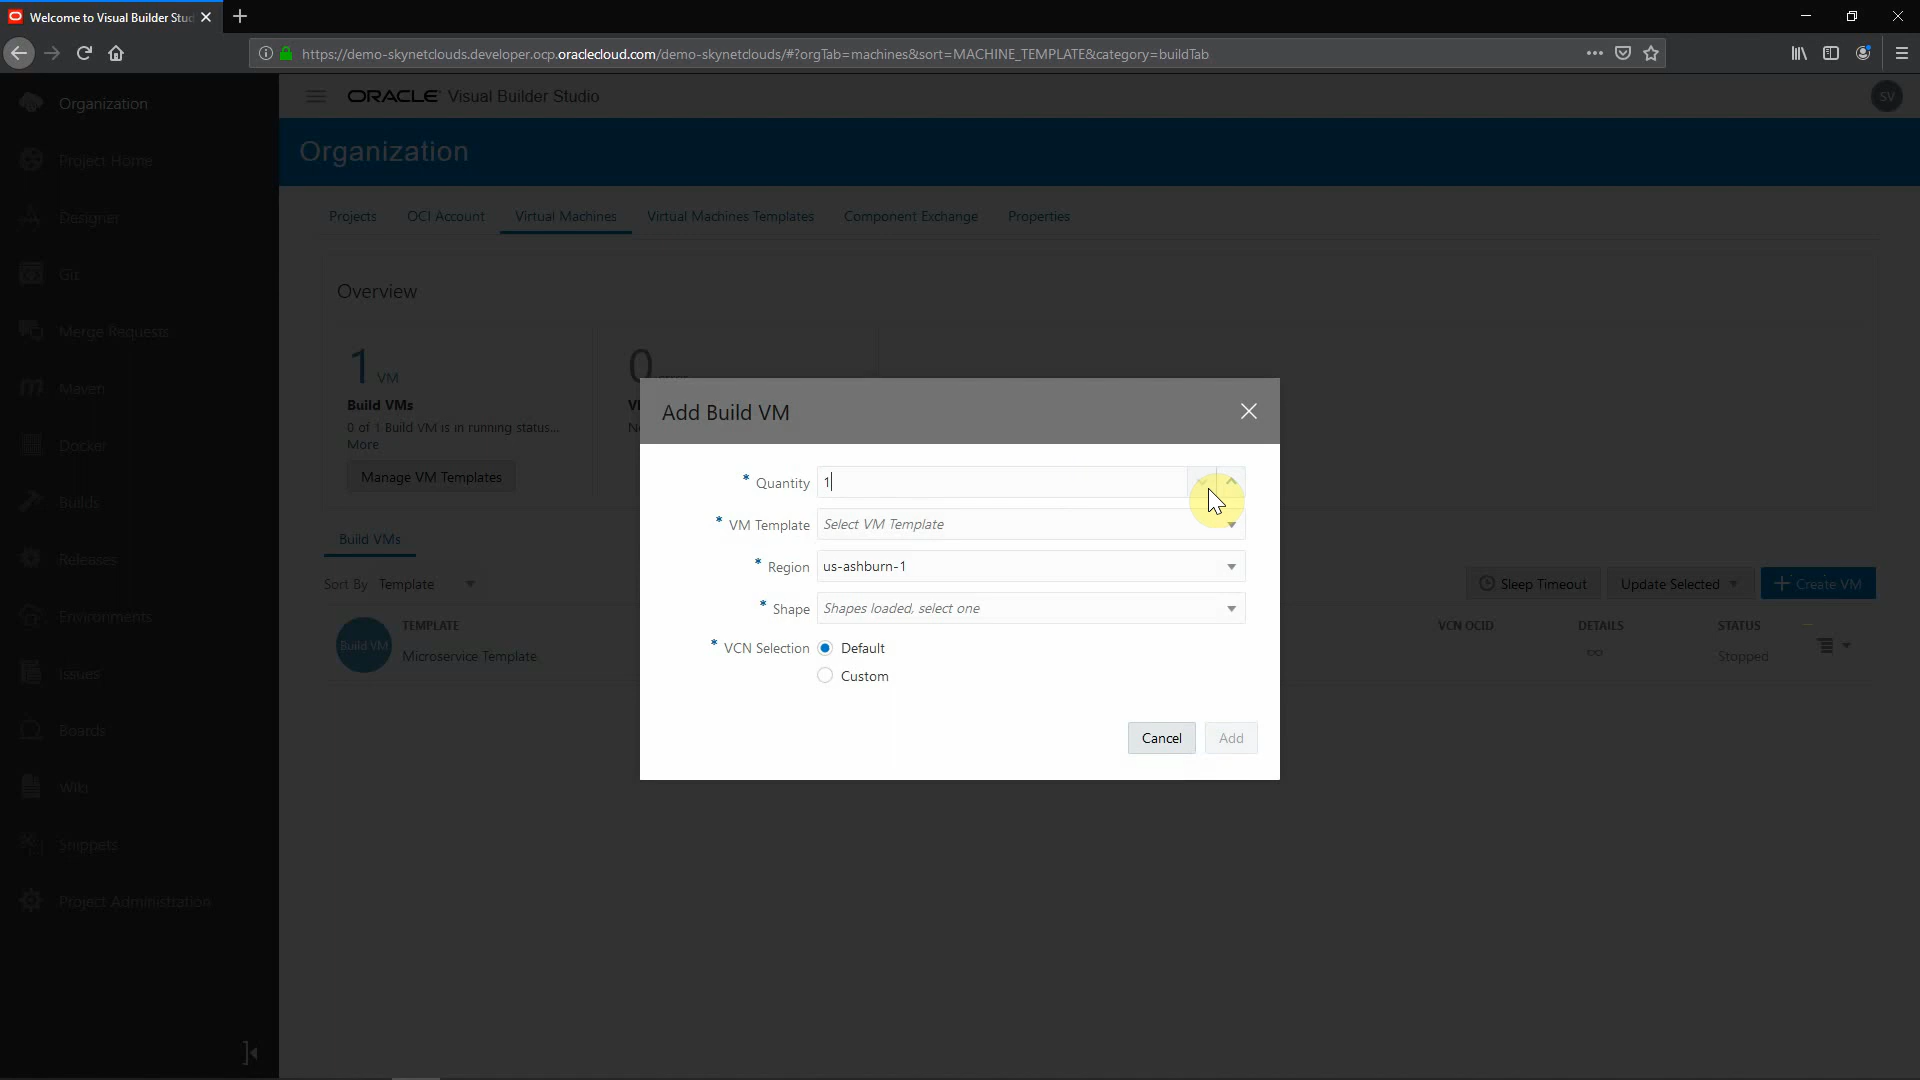 Welcome to Visual Builder Stud
https://demo-skynetclouds.developer.ocp.oraclecloud.com/demo-skynetclouds/#?orgTab=machines&sort=MACHINE_TEMPLATE&category=buildTab
Organization
Project Home
Designer
Git
Merge Requests
Maven
Docker
Builds
Releases
Environments
Issues
Boards
Wiki
Snippets
Project Administration
ORACLE Visual Builder Studio
SV
Organization
Projects OCI Account Virtual Machines Virtual Machines Templates Component Exchange Properties
Overview
1 VM 0
Build VMs
0 of 1 Build VM is in running status...
More
Manage VM Templates
Build VMs
Sort By Template
Sleep Timeout Update Selected + Create VM
Build VM
TEMPLATE
Microservice Template
VCN OCID DETAILS STATUS
Stopped
Add Build VM
* Quantity 1
* VM Template Select VM Template
* Region us-ashburn-1
* Shape Shapes loaded, select one
* VCN Selection Default
Custom
Cancel Add